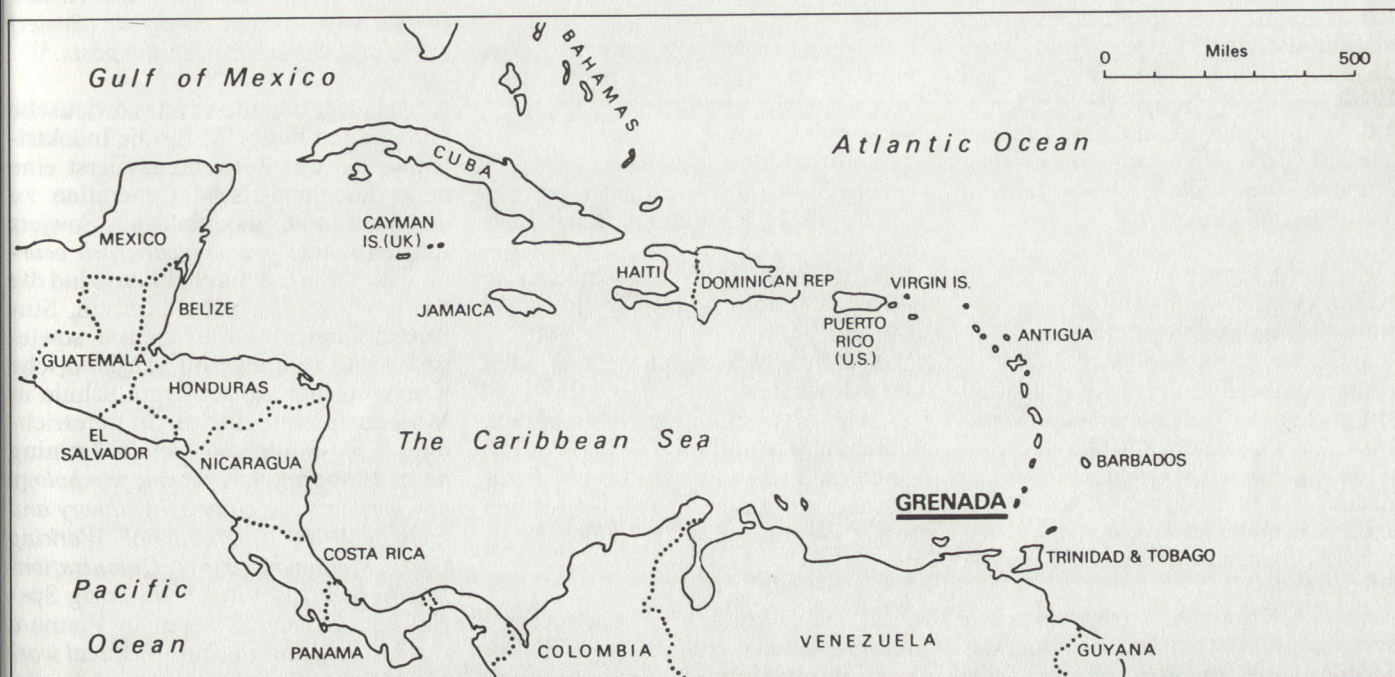 Miles
0 500
Gulf of Mexico
BAHAMAS
Atlantic Ocean
CUBA
CAYMAN
IS.(UK)
MEXICO
HAITI
DOMINICAN REP
VIRGIN IS.
BELIZE
JAMAICA
PUERTO
RICO
(U.S.)
ANTIGUA
GUATEMALA
HONDURAS
EL
SALVADOR
The Caribbean Sea
NICARAGUA
BARBADOS
GRENADA
COSTA RICA
TRINIDAD & TOBAGO
Pacific
Ocean
PANAMA
COLOMBIA
VENEZUELA
GUYANA